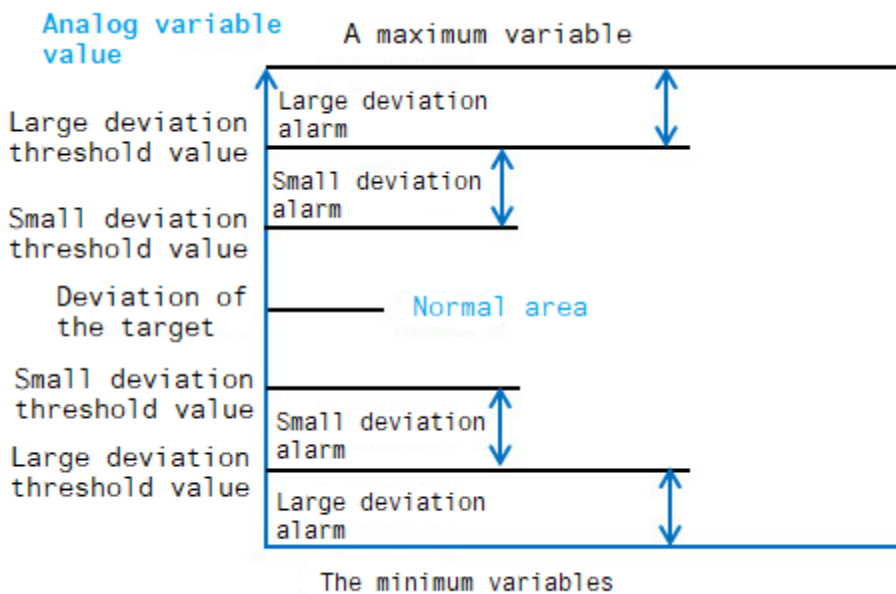 Analog variable
value
A maximum variable
Large deviation
alarm
Large deviation
threshold value
Small deviation
alarm
Small deviation
threshold value
Deviation of
the target
Normal area
Small deviation
threshold value
Small deviation
alarm
Large deviation
threshold value
Large deviation
alarm
The minimum variables